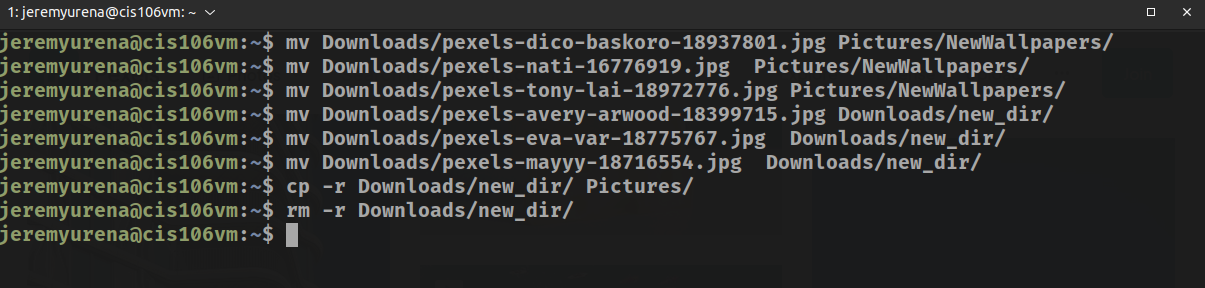 1: jeremyurena@cis106vm: ~
jeremyurena@cis106vm:~$ mv Downloads/pexels-dico-baskoro-18937801.jpg Pictures/NewWallpapers/
jeremyurena@cis106vm:~$ mv Downloads/pexels-nati-16776919.jpg  Pictures/NewWallpapers/
jeremyurena@cis106vm:~$ mv Downloads/pexels-tony-lai-18972776.jpg Pictures/NewWallpapers/
jeremyurena@cis106vm:~$ mv Downloads/pexels-avery-arwood-18399715.jpg Downloads/new_dir/
jeremyurena@cis106vm:~$ mv Downloads/pexels-eva-var-18775767.jpg  Downloads/new_dir/
jeremyurena@cis106vm:~$ mv Downloads/pexels-mayyy-18716554.jpg  Downloads/new_dir/
jeremyurena@cis106vm:~$ cp -r Downloads/new_dir/ Pictures/
jeremyurena@cis106vm:~$ rm -r Downloads/new_dir/
jeremyurena@cis106vm:~$